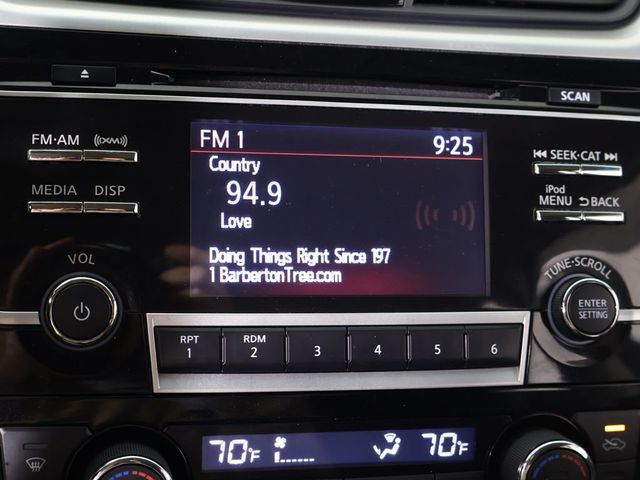 SCAN
FM·AM (((XM)))
MEDIA DISP
VOL
FM 1 9:25
Country
94.9
Love
Doing Things Right Since 197
1 BarbertonTree.com
SEEK·CAT
iPod
MENU BACK
TUNE·SCROLL
ENTER
SETTING
RPT RDM
1 2 3 4 5 6
70°F 70°F